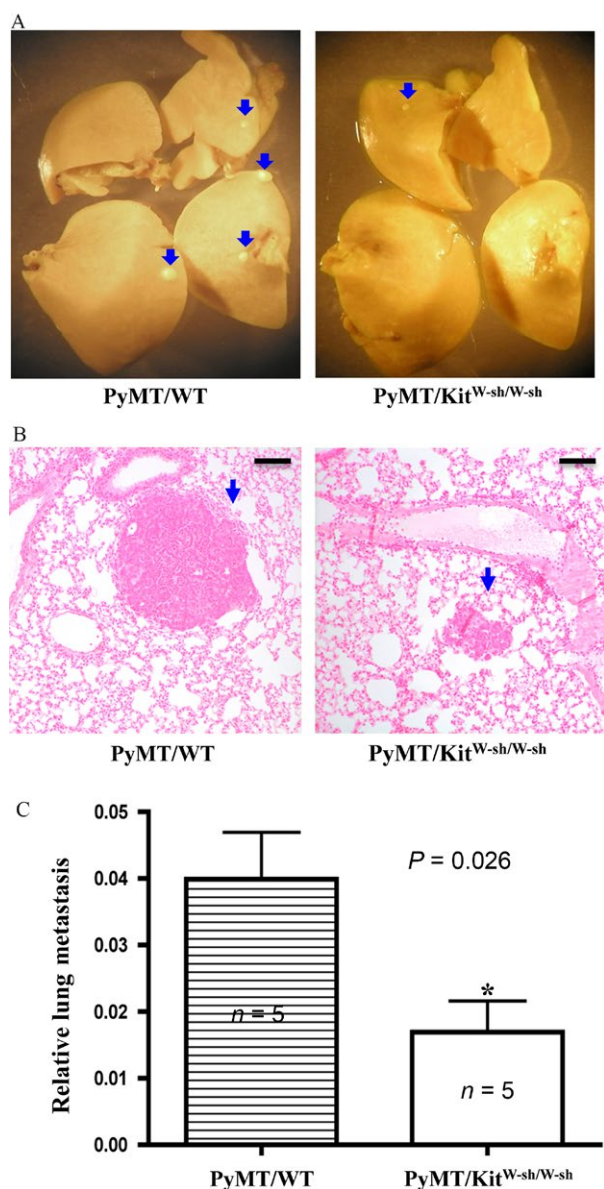 A
PyMT/WT PyMT/Kit^W-sh/W-sh
B
PyMT/WT PyMT/Kit^W-sh/W-sh
C
Relative lung metastasis
0.05
0.04
0.03
0.02
0.01
0.00
P = 0.026
*
n = 5
n = 5
PyMT/WT PyMT/Kit^W-sh/W-sh